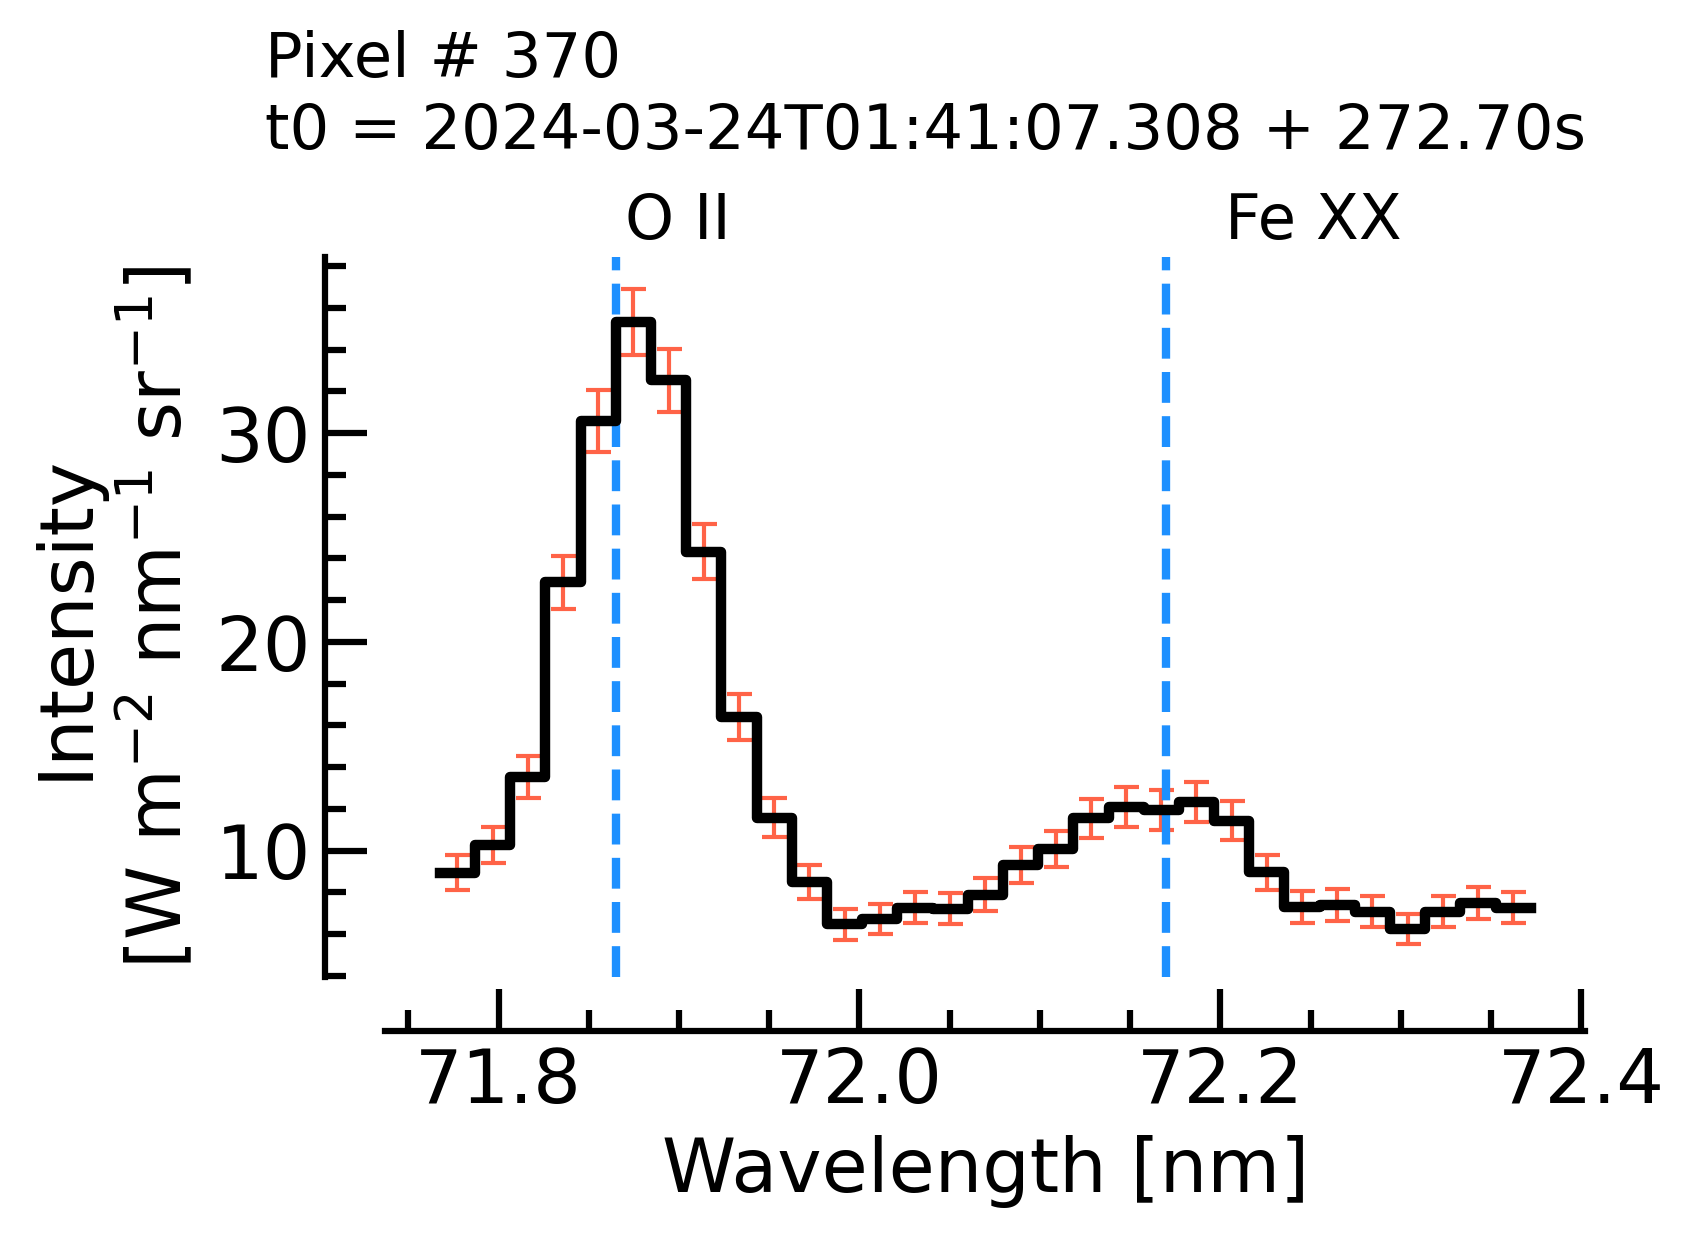 Pixel # 370
t0 = 2024-03-24T01:41:07.308 + 272.70s
O II
Fe XX
Intensity
[W m⁻² nm⁻¹ sr⁻¹]
30
20
10
71.8
72.0
72.2
72.4
Wavelength [nm]